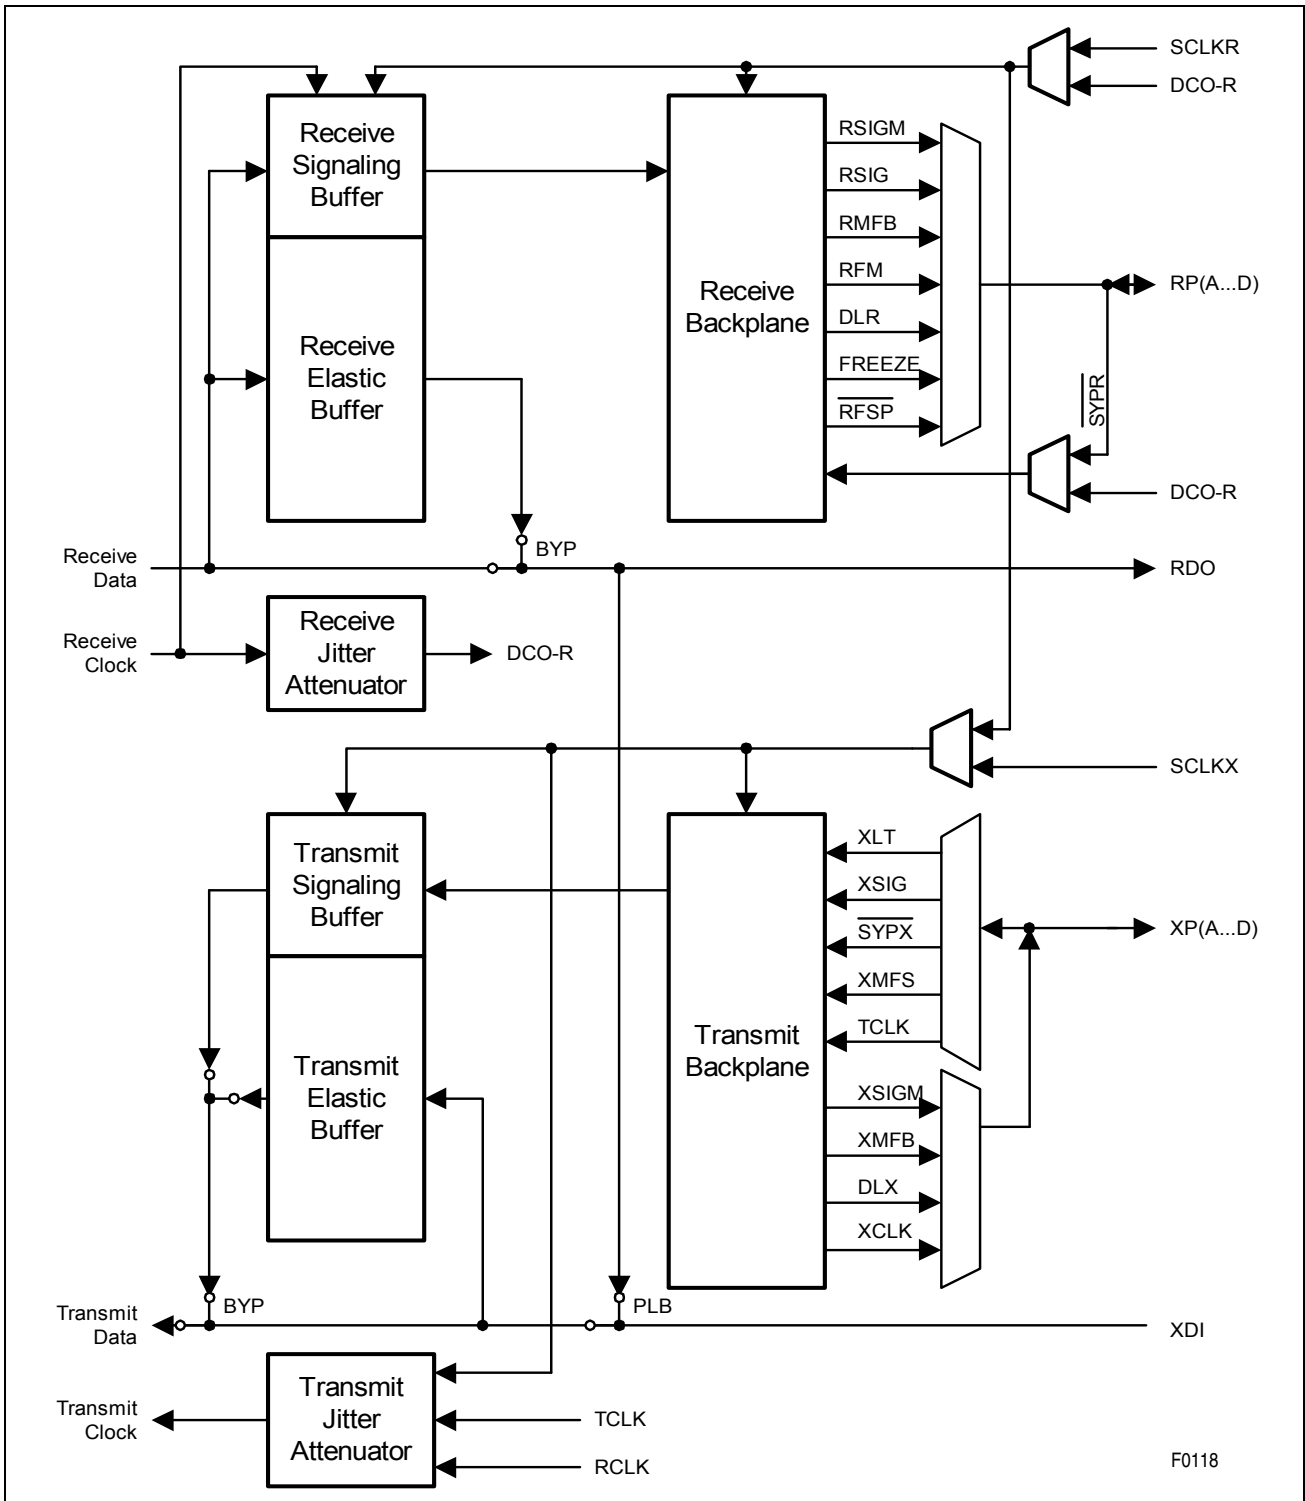 SCLKR
DCO-R
Receive
Signaling
Buffer
RSIGM
RSIG
RMFB
RFM
DLR
FREEZE
RFSP
Receive
Backplane
RP(A...D)
Receive
Elastic
Buffer
SYPR
DCO-R
BYP
Receive
Data
RDO
Receive
Clock
Receive
Jitter
Attenuator
DCO-R
SCLKX
Transmit
Signaling
Buffer
XLT
XSIG
SYPX
XMFS
TCLK
XP(A...D)
Transmit
Backplane
Transmit
Elastic
Buffer
XSIGM
XMFB
DLX
XCLK
BYP
PLB
Transmit
Data
XDI
Transmit
Jitter
Attenuator
Transmit
Clock
TCLK
RCLK
F0118